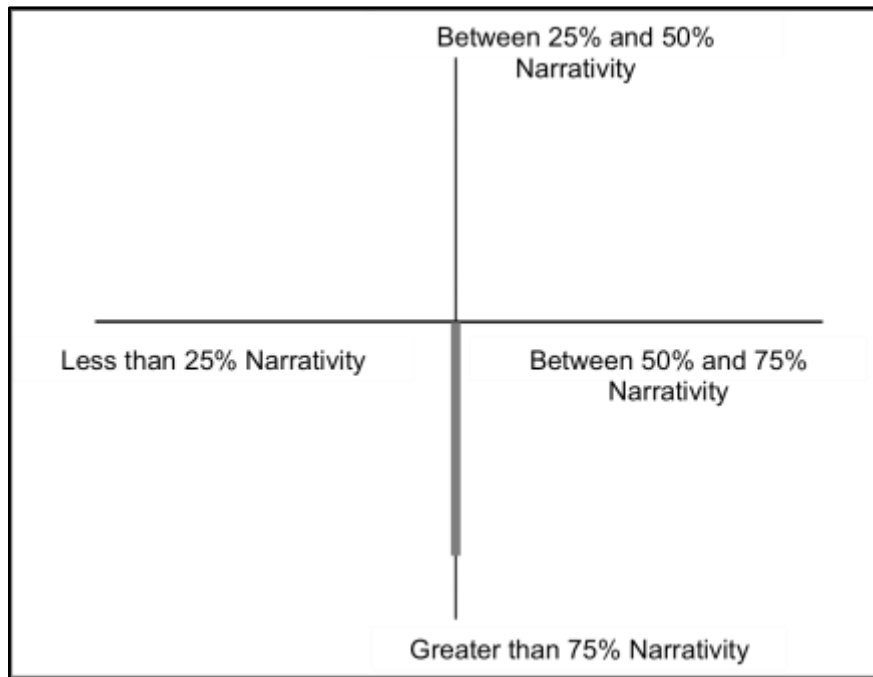 Between 25% and 50%
Narrativity
Less than 25% Narrativity
Between 50% and 75%
Narrativity
Greater than 75% Narrativity